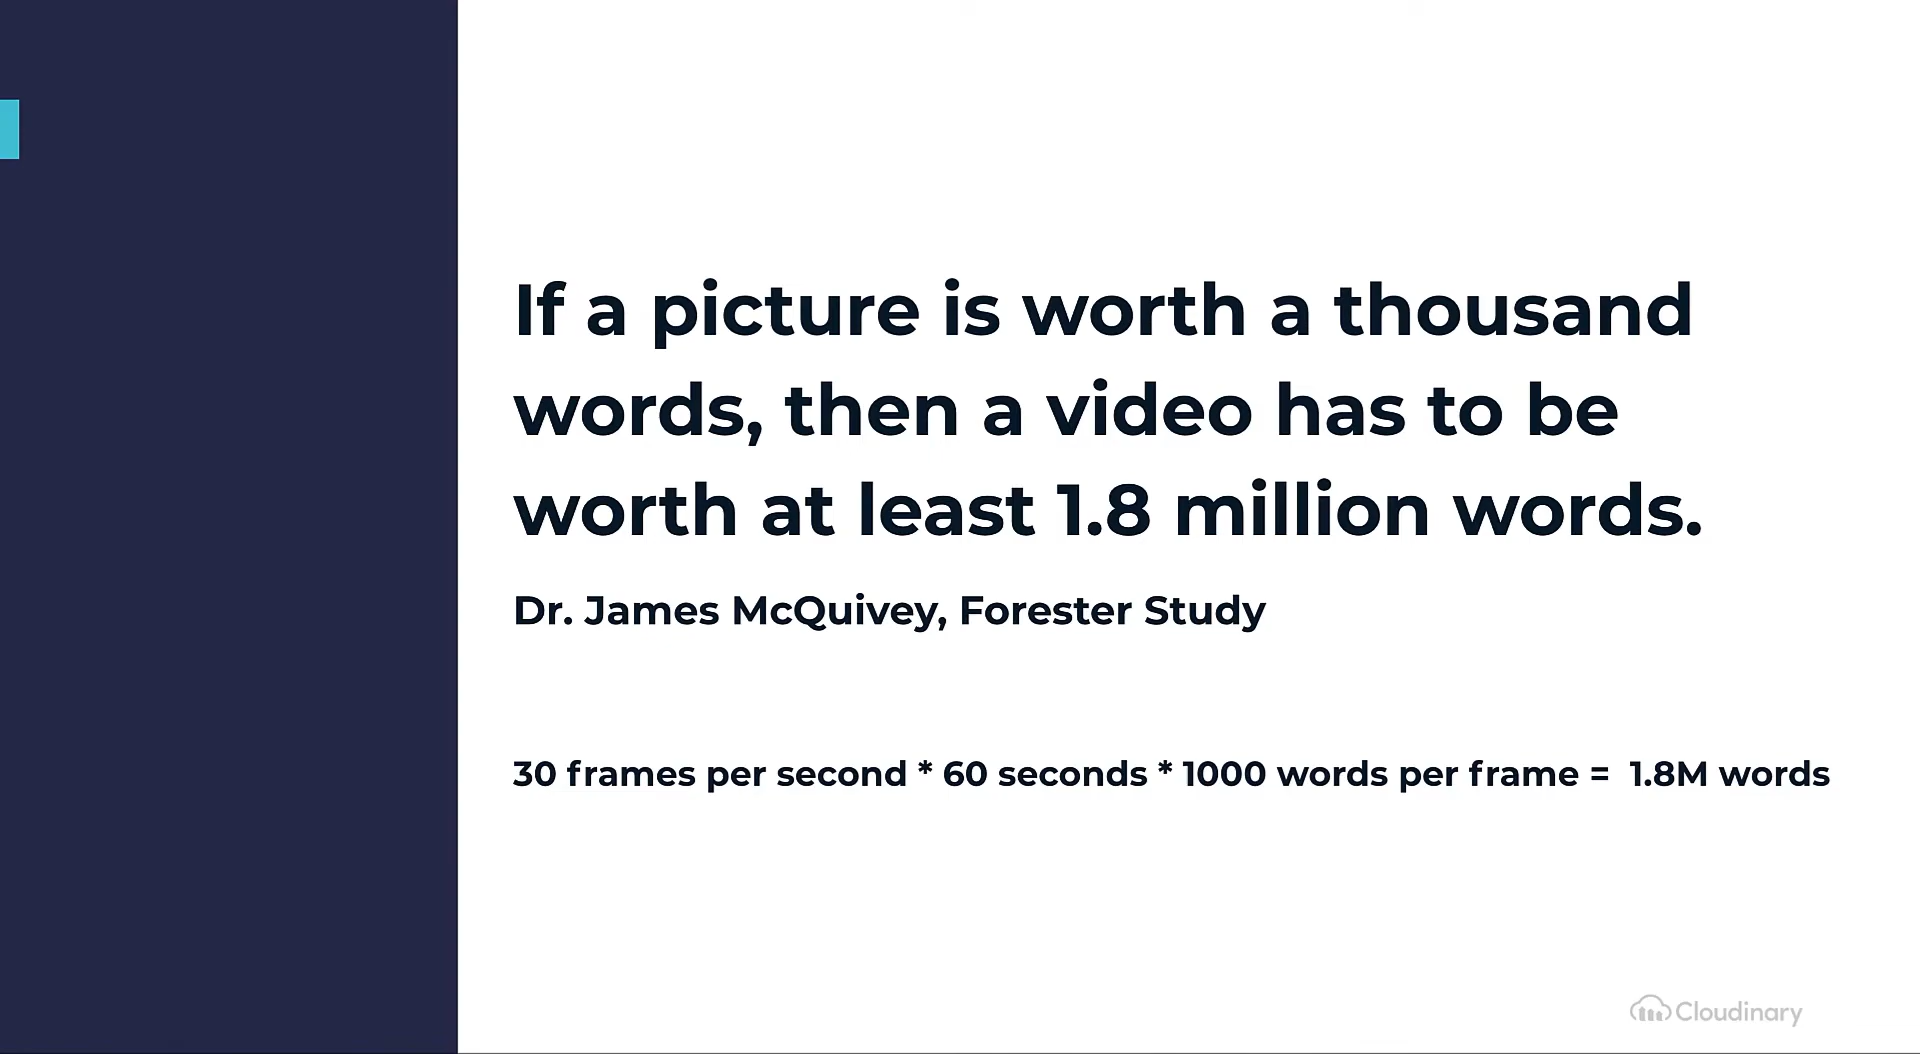 If a picture is worth a thousand
words, then a video has to be
worth at least 1.8 million words.
Dr. James McQuivey, Forester Study
30 frames per second * 60 seconds * 1000 words per frame = 1.8M words
Cloudinary